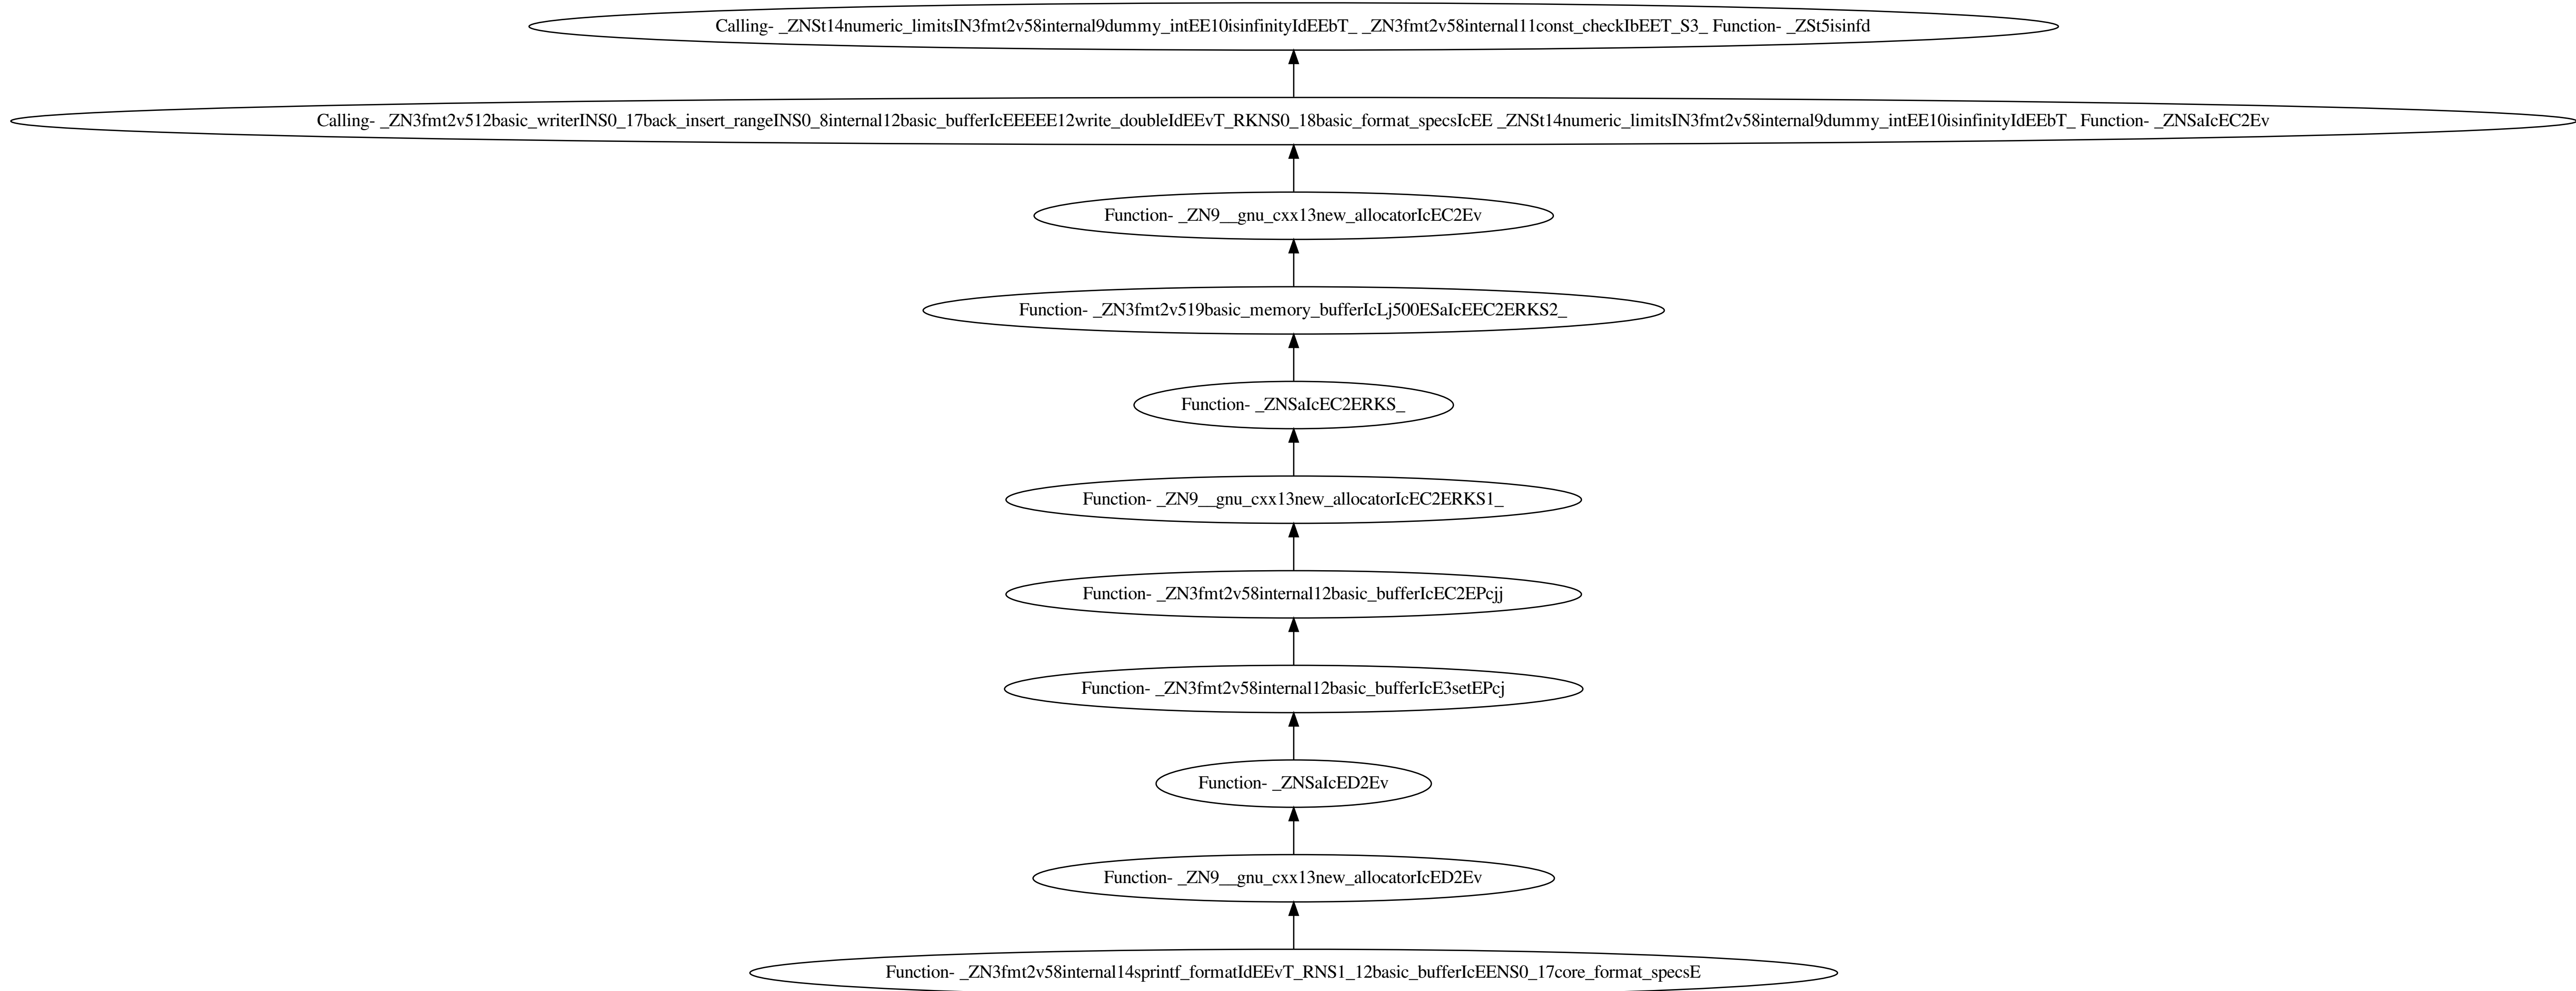 Calling- _ZNSt14numeric_limitsIN3fmt2v58internal9dummy_intEE10isinfinityIdEEbT_ _ZN3fmt2v58internal11const_checkIbEET_S3_ Function- _ZSt5isinfd
Calling- _ZN3fmt2v512basic_writerINS0_17back_insert_rangeINS0_8internal12basic_bufferIcEEEEE12write_doubleIdEEvT_RKNS0_18basic_format_specsIcEE _ZNSt14numeric_limitsIN3fmt2v58internal9dummy_intEE10isinfinityIdEEbT_ Function- _ZNSaIcEC2Ev
Function- _ZN9__gnu_cxx13new_allocatorIcEC2Ev
Function- _ZN3fmt2v519basic_memory_bufferIcLj500ESaIcEEC2ERKS2_
Function- _ZNSaIcEC2ERKS_
Function- _ZN9__gnu_cxx13new_allocatorIcEC2ERKS1_
Function- _ZN3fmt2v58internal12basic_bufferIcEC2EPcjj
Function- _ZN3fmt2v58internal12basic_bufferIcE3setEPcj
Function- _ZNSaIcED2Ev
Function- _ZN9__gnu_cxx13new_allocatorIcED2Ev
Function- _ZN3fmt2v58internal14sprintf_formatIdEEvT_RNS1_12basic_bufferIcEENS0_17core_format_specsE